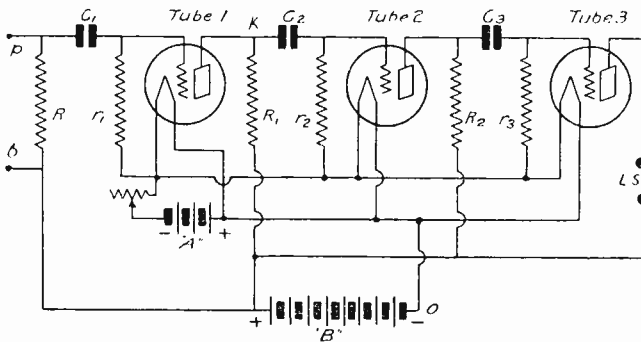 C1 Tube 1 K C2 Tube 2 C3 Tube 3
p
R r1 R1 r2 R2 r3
b
LS
- "A" +
+ "B" - O